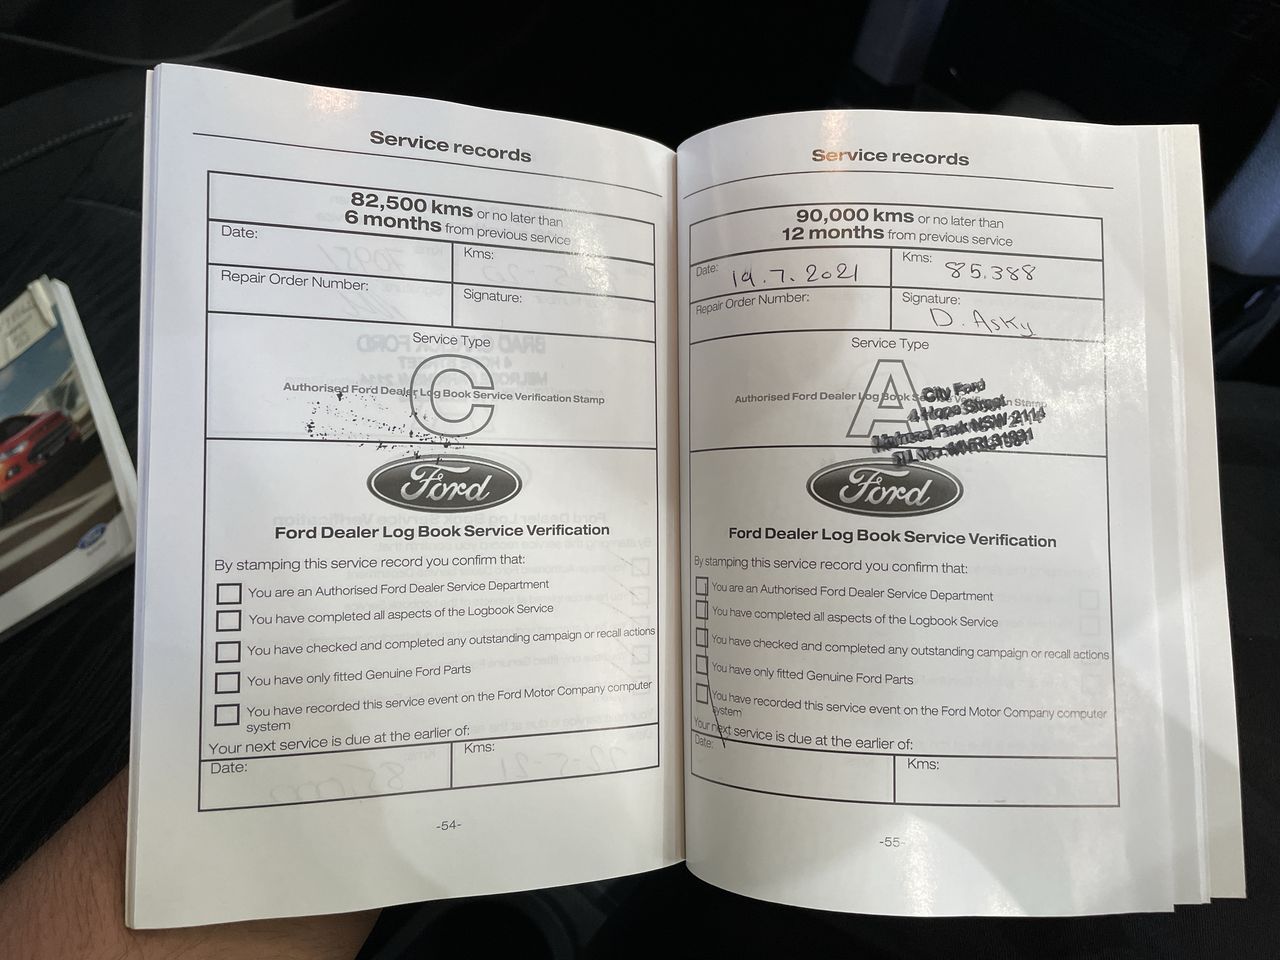 Service records
82,500 kms or no later than
6 months from previous service
Date:
Kms:
Repair Order Number:
Signature:
Service Type
C
Authorised Ford Dealer Log Book Service Verification Stamp
Ford
Ford Dealer Log Book Service Verification
By stamping this service record you confirm that:
You are an Authorised Ford Dealer Service Department
You have completed all aspects of the Logbook Service
You have checked and completed any outstanding campaign or recall actions
You have only fitted Genuine Ford Parts
You have recorded this service event on the Ford Motor Company computer
system
Your next service is due at the earlier of:
Date:
Kms:
-54-
Service records
90,000 kms or no later than
12 months from previous service
Date: 19.7.2021
Kms: 85.388
Repair Order Number:
Signature:
D. Asky
Service Type
A
Authorised Ford Dealer Log Book Service Verification Stamp
City Ford
4 Hope Street
Park NSW 2114
Ford
Ford Dealer Log Book Service Verification
By stamping this service record you confirm that:
You are an Authorised Ford Dealer Service Department
You have completed all aspects of the Logbook Service
You have checked and completed any outstanding campaign or recall actions
You have only fitted Genuine Ford Parts
You have recorded this service event on the Ford Motor Company computer
system
Your next service is due at the earlier of:
Date:
Kms:
-55-